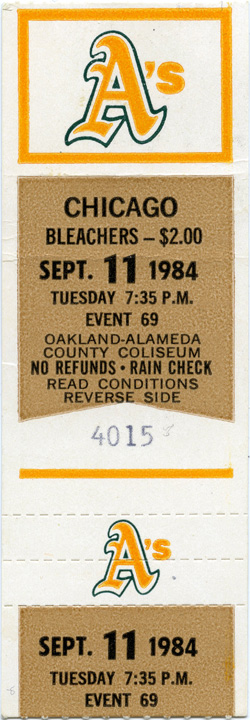 A's
CHICAGO
BLEACHERS – $2.00
SEPT. 11 1984
TUESDAY 7:35 P.M.
EVENT 69
OAKLAND-ALAMEDA
COUNTY COLISEUM
NO REFUNDS • RAIN CHECK
READ CONDITIONS
REVERSE SIDE
4015
A's
SEPT. 11 1984
TUESDAY 7:35 P.M.
EVENT 69